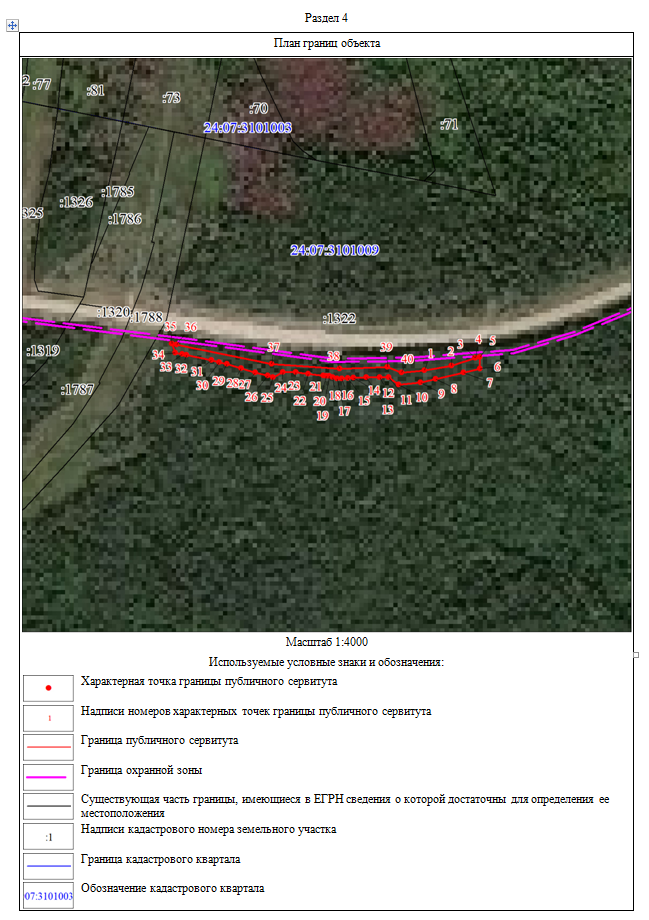 Раздел 4
План границ объекта
2 :77
:81
:73
:70
24:07:3101003
:71
:1785
:1326
325
:1786
24:07:3101009
:1320
:1788
:1322
35 36
:1319
34
37
38
39
40
1
2
3
4
5
6
7
33 32 31
30 29 28 27
26 25
24 23
22
21
20
19
18 16
17
15
14 12
13
11 10
9 8
:1787
Масштаб 1:4000
Используемые условные знаки и обозначения:
Характерная точка границы публичного сервитута
1 Надписи номеров характерных точек границы публичного сервитута
Граница публичного сервитута
Граница охранной зоны
Существующая часть границы, имеющиеся в ЕГРН сведения о которой достаточны для определения ее
местоположения
:1 Надписи кадастрового номера земельного участка
Граница кадастрового квартала
07:3101003 Обозначение кадастрового квартала